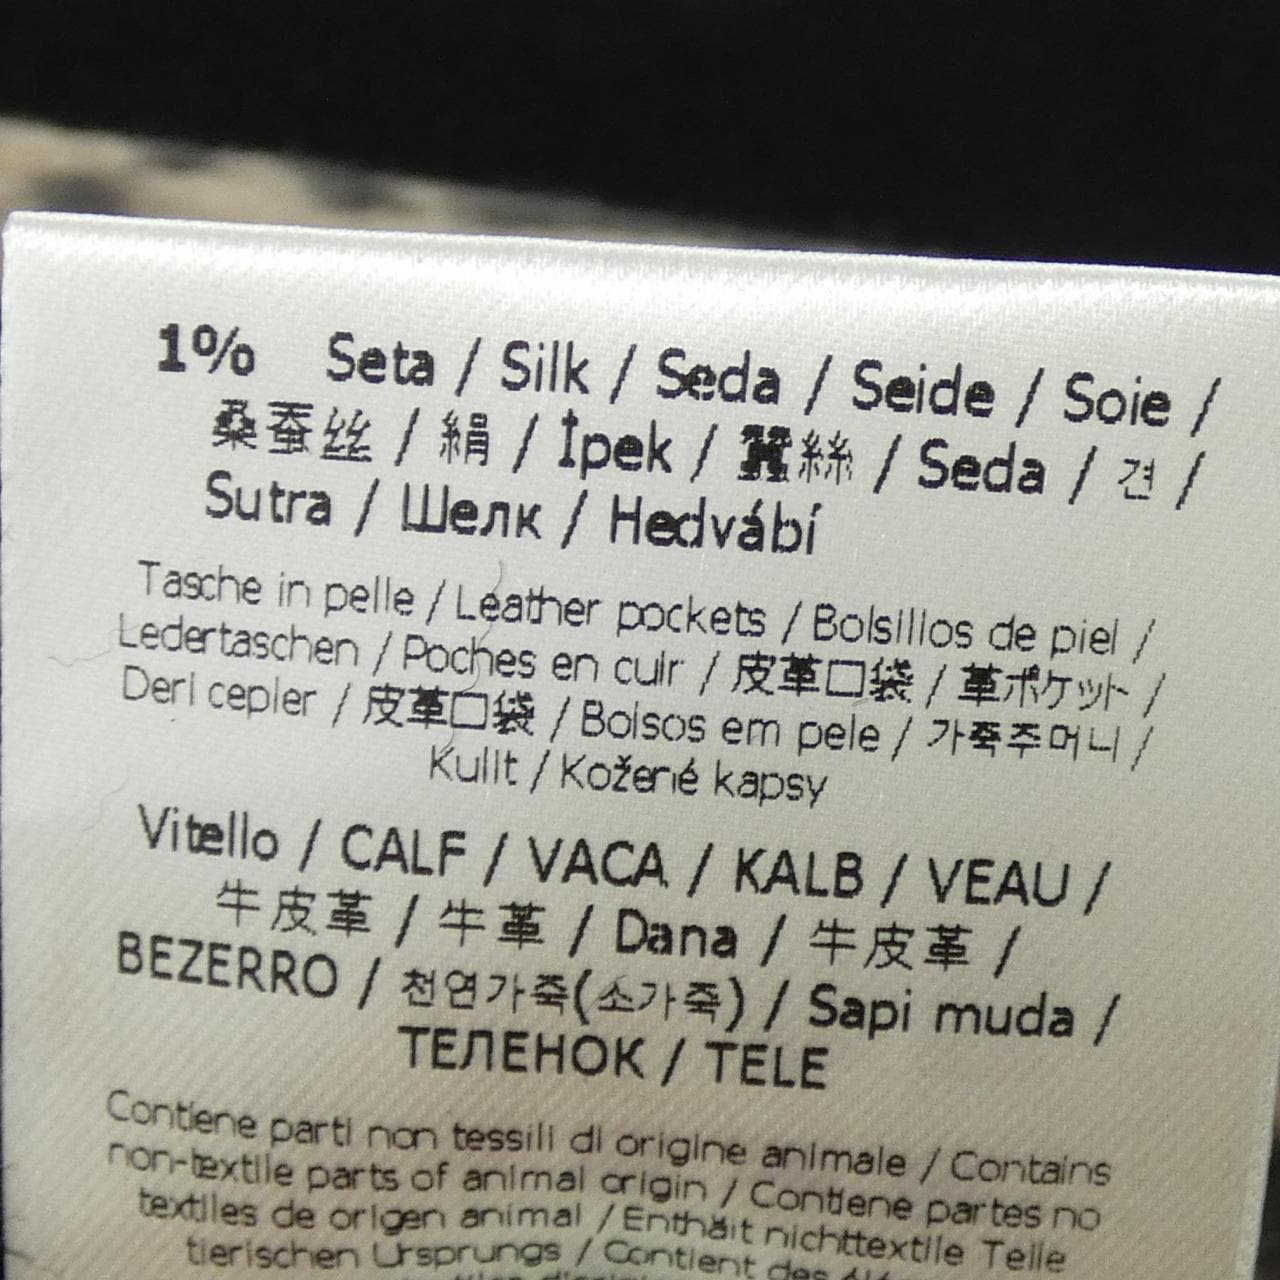 1% Seta / Silk / Seda / Seide / Soie /
桑蚕丝 / 絹 / İpek / 蠶絲 / Seda / 견 /
Sutra / Шелк / Hedvábí
Tasche in pelle / Leather pockets / Bolsillos de piel /
Ledertaschen / Poches en cuir / 皮革口袋 / 革ポケット /
Deri cepler / 皮革口袋 / Bolsos em pele / 가죽주머니 /
Kulit / Kožené kapsy
Vitello / CALF / VACA / KALB / VEAU /
牛皮革 / 牛革 / Dana / 牛皮革 /
BEZERRO / 천연가죽(소가죽) / Sapi muda /
ТЕЛЕНОК / TELE
Contiene parti non tessili di origine animale / Contains
non-textile parts of animal origin / Contiene partes no
textiles de origen animal / Enthält nichttextile Teile
tierischen Ursprungs / Contient des